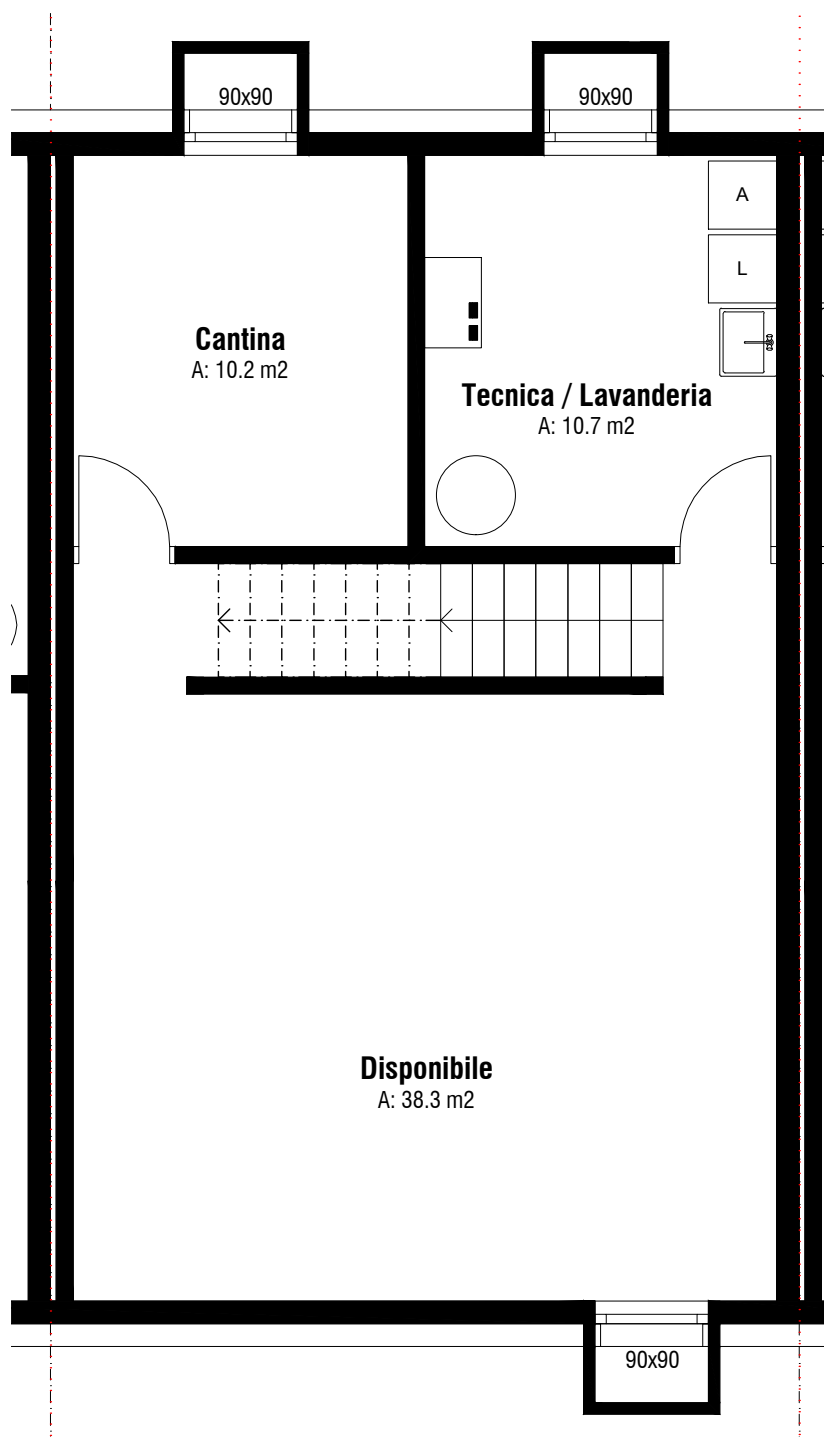 90x90
90x90
A
L
Cantina
A: 10.2 m2
Tecnica / Lavanderia
A: 10.7 m2
Disponibile
A: 38.3 m2
90x90